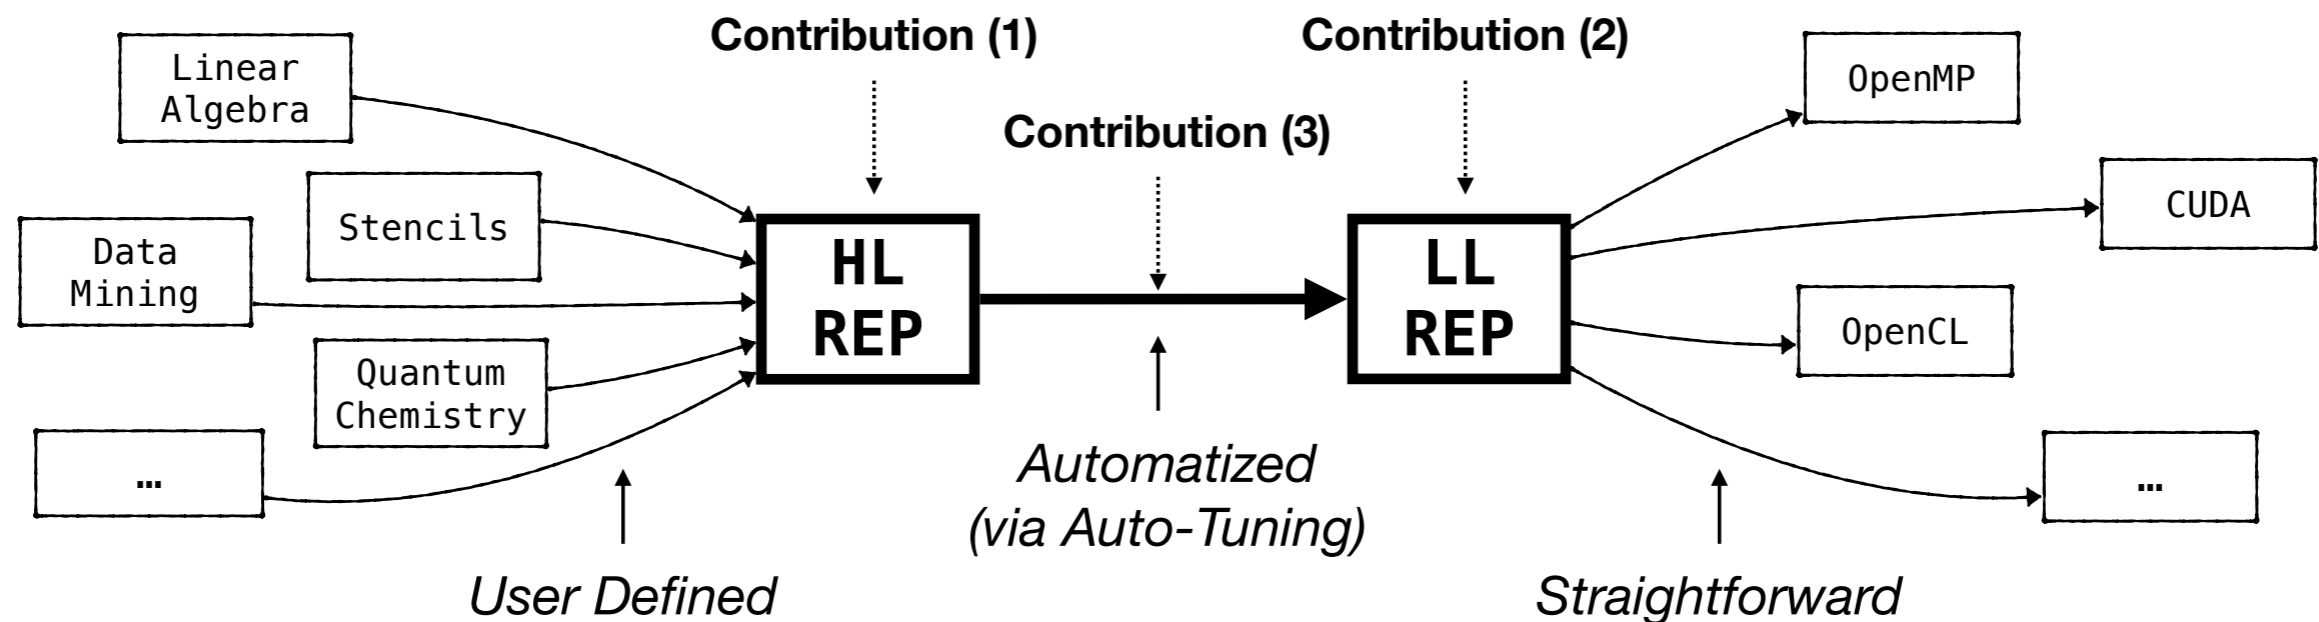 Contribution (1)
Contribution (2)
Contribution (3)
Linear
Algebra
Stencils
Data
Mining
Quantum
Chemistry
…
HL
REP
LL
REP
OpenMP
CUDA
OpenCL
…
User Defined
Automatized
(via Auto-Tuning)
Straightforward